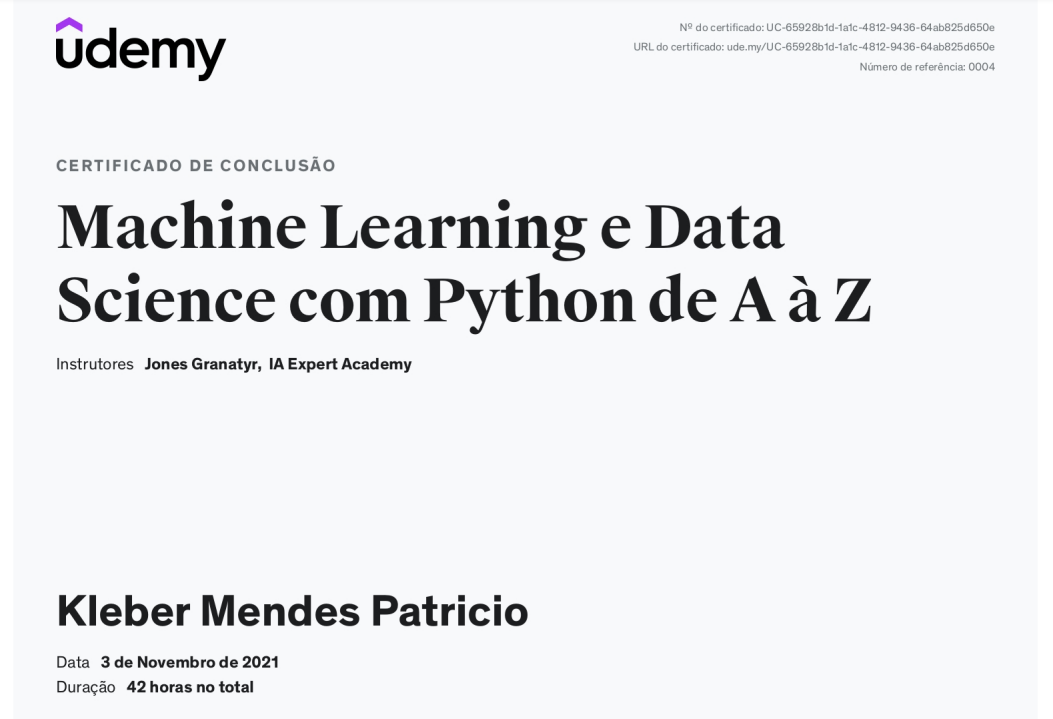 udemy
Nº do certificado: UC-65928b1d-1a1c-4812-9436-64ab825d650e
URL do certificado: ude.my/UC-65928b1d-1a1c-4812-9436-64ab825d650e
Número de referência: 0004
CERTIFICADO DE CONCLUSÃO
Machine Learning e Data
Science com Python de A à Z
Instrutores Jones Granatyr, IA Expert Academy
Kleber Mendes Patricio
Data 3 de Novembro de 2021
Duração 42 horas no total